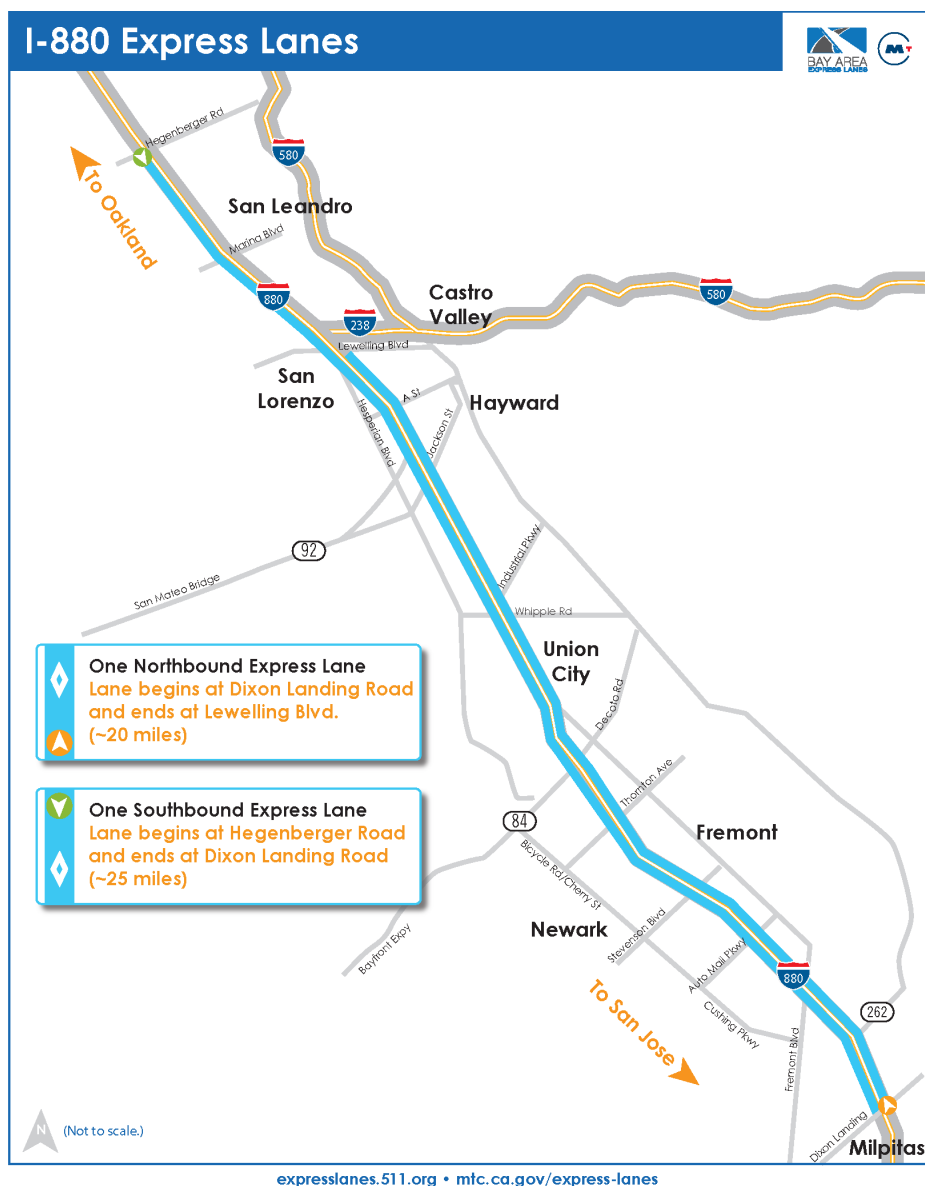 I-880 Express Lanes
BAY AREA
EXPRESS LANES
M T
Hegenberger Rd
580
To Oakland
San Leandro
Marina Blvd
880
Castro
Valley
580
238
Lewelling Blvd
San
Lorenzo
A St
Hayward
Hesperian Blvd
Jackson St
92
Industrial Pkwy
San Mateo Bridge
Whipple Rd
One Northbound Express Lane
Lane begins at Dixon Landing Road
and ends at Lewelling Blvd.
(~20 miles)
Union
City
Decoto Rd
One Southbound Express Lane
Lane begins at Hegenberger Road
and ends at Dixon Landing Road
(~25 miles)
Thornton Ave
84
Fremont
Bicycle Rd/Cherry St
Newark
Stevenson Blvd
Bayfront Expy
Auto Mall Pkwy
880
To San Jose
Cushing Pkwy
262
Fremont Blvd
N
(Not to scale.)
Dixon Landing
Milpitas
expresslanes.511.org • mtc.ca.gov/express-lanes